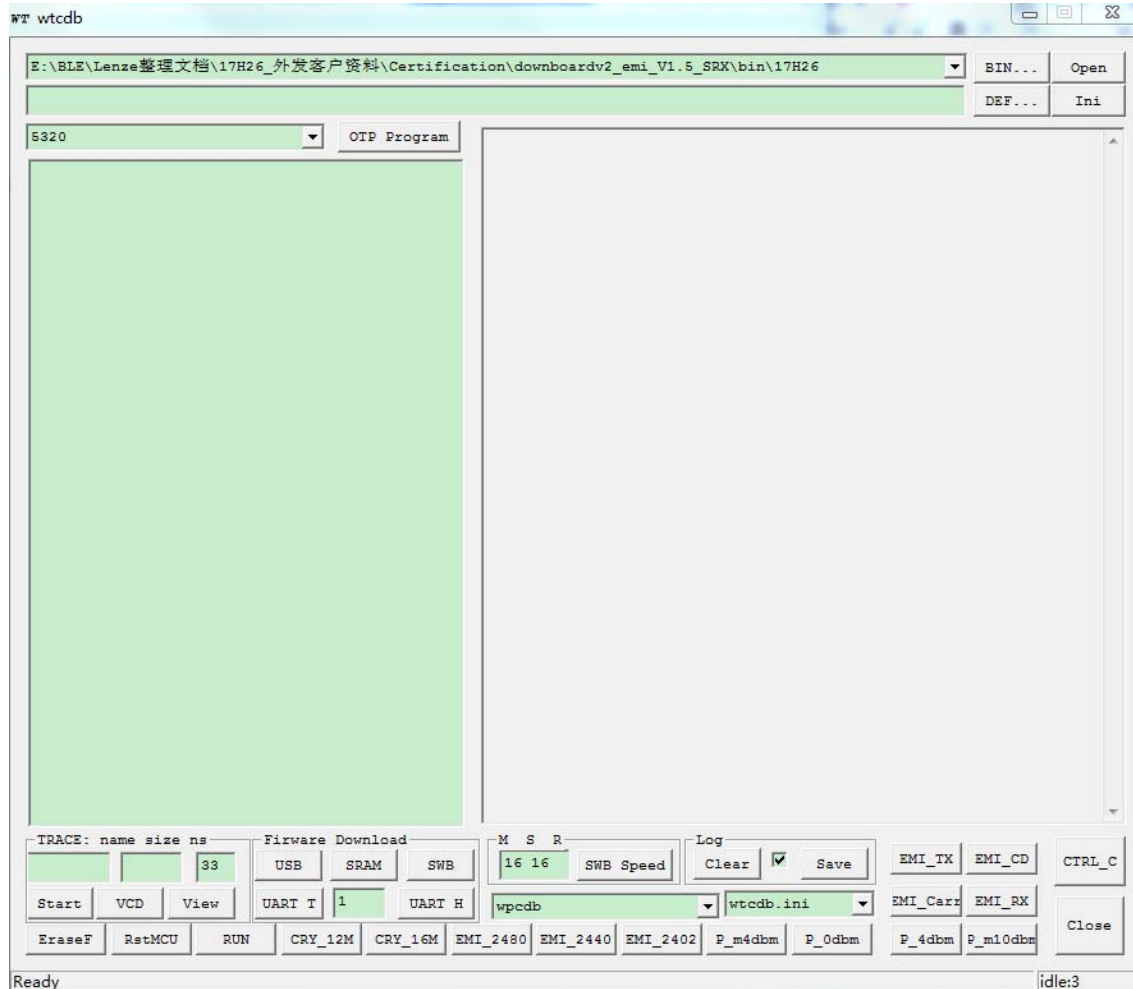 WT wtcdb
E:\BLE\Lenze整理文档\17H26_外发客户资料\Certification\downboardv2_emi_V1.5_SRX\bin\17H26 BIN... Open
DEF... Ini
5320 OTP Program
TRACE: name size ns Firware Download M S R Log
33 USB SRAM SWB 16 16 SWB Speed Clear Save EMI_TX EMI_CD CTRL_C
Start VCD View UART T 1 UART H wpcdb wtcdb.ini EMI_Carr EMI_RX
EraseF RstMCU RUN CRY_12M CRY_16M EMI_2480 EMI_2440 EMI_2402 P_m4dbm P_0dbm P_4dbm P_m10dbm Close
Ready idle:3